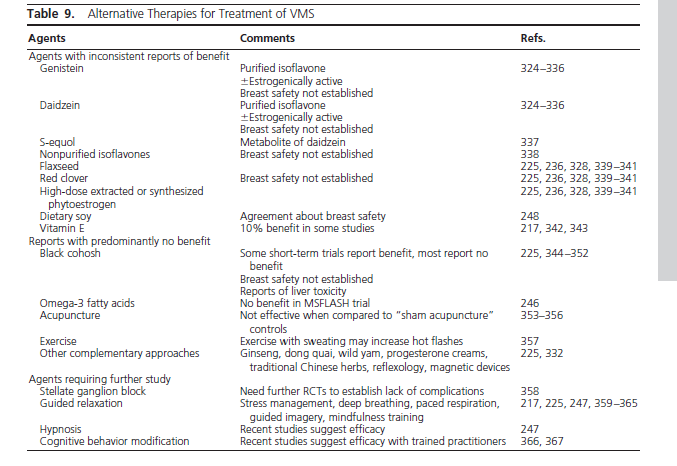 Table 9. Alternative Therapies for Treatment of VMS
Agents Comments Refs.
Agents with inconsistent reports of benefit
Genistein Purified isoflavone 324–336
±Estrogenically active
Breast safety not established
Daidzein Purified isoflavone 324–336
±Estrogenically active
Breast safety not established
S-equol Metabolite of daidzein 337
Nonpurified isoflavones Breast safety not established 338
Flaxseed 225, 236, 328, 339–341
Red clover Breast safety not established 225, 236, 328, 339–341
High-dose extracted or synthesized 225, 236, 328, 339–341
phytoestrogen
Dietary soy Agreement about breast safety 248
Vitamin E 10% benefit in some studies 217, 342, 343
Reports with predominantly no benefit
Black cohosh Some short-term trials report benefit, most report no 225, 344–352
benefit
Breast safety not established
Reports of liver toxicity
Omega-3 fatty acids No benefit in MSFLASH trial 246
Acupuncture Not effective when compared to “sham acupuncture” 353–356
controls
Exercise Exercise with sweating may increase hot flashes 357
Other complementary approaches Ginseng, dong quai, wild yam, progesterone creams, 225, 332
traditional Chinese herbs, reflexology, magnetic devices
Agents requiring further study
Stellate ganglion block Need further RCTs to establish lack of complications 358
Guided relaxation Stress management, deep breathing, paced respiration, 217, 225, 247, 359–365
guided imagery, mindfulness training
Hypnosis Recent studies suggest efficacy 247
Cognitive behavior modification Recent studies suggest efficacy with trained practitioners 366, 367